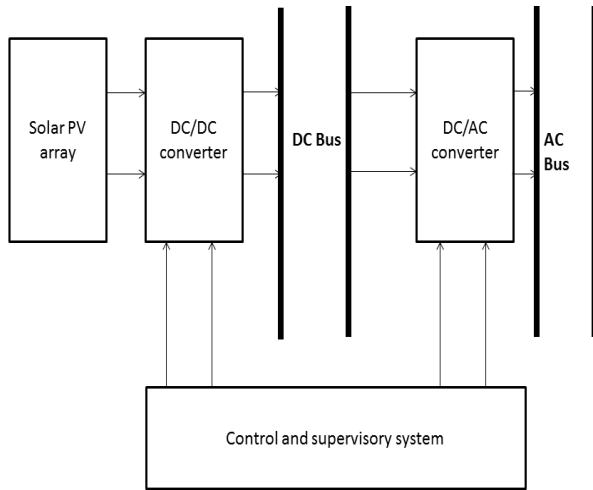 Solar PV
array
DC/DC
converter
DC Bus
DC/AC
converter
AC
Bus
Control and supervisory system